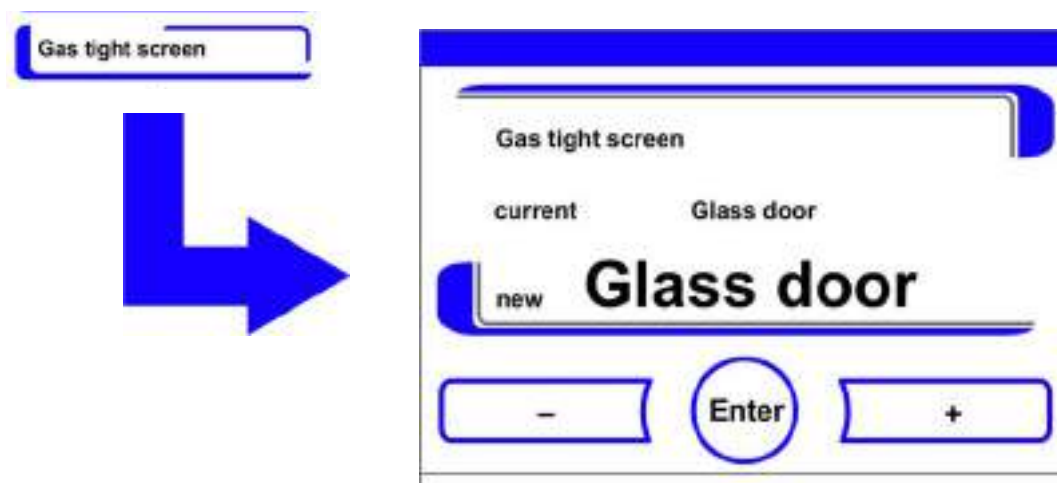 Gas tight screen
Gas tight screen
current Glass door
new Glass door
– Enter +